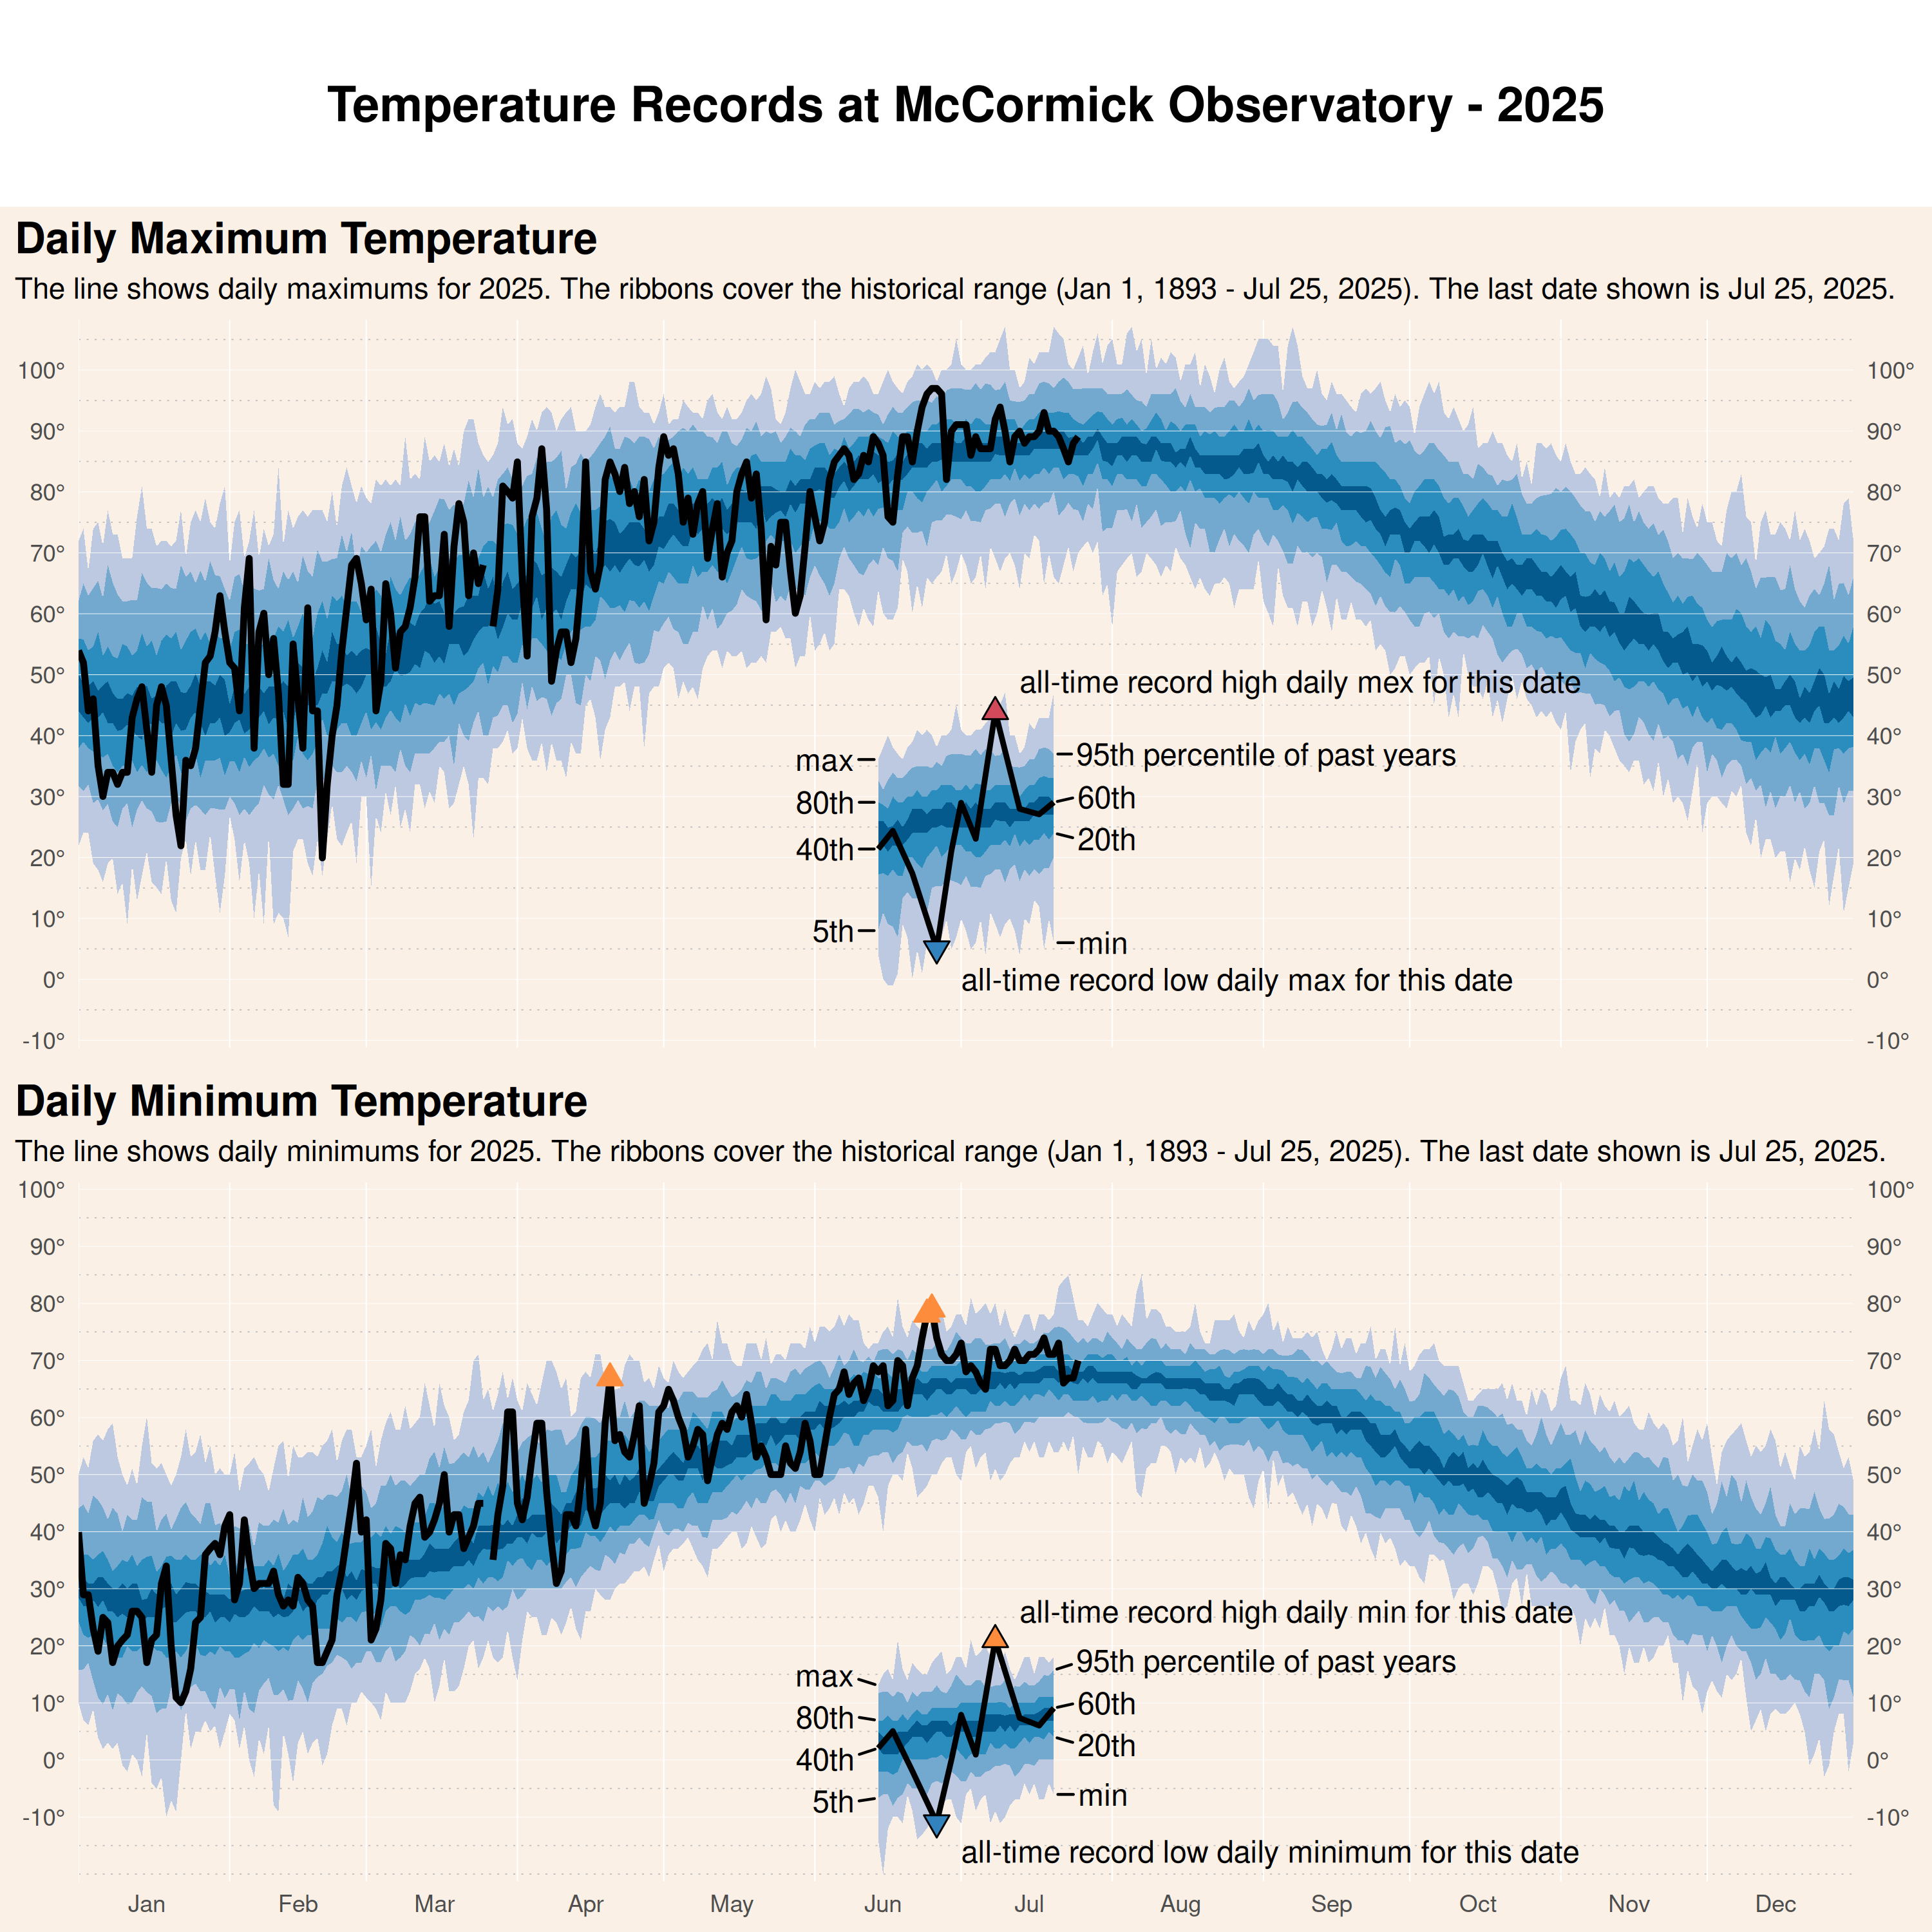 Temperature Records at McCormick Observatory - 2025
Daily Maximum Temperature
The line shows daily maximums for 2025. The ribbons cover the historical range (Jan 1, 1893 - Jul 25, 2025). The last date shown is Jul 25, 2025.
100° 100°
90° 90°
80° 80°
70° 70°
60° 60°
50° all-time record high daily mex for this date 50°
40° 40°
max 95th percentile of past years
80th 60th
30° 30°
40th 20th
20° 20°
10° 10°
5th min
0° all-time record low daily max for this date 0°
-10° -10°
Daily Minimum Temperature
The line shows daily minimums for 2025. The ribbons cover the historical range (Jan 1, 1893 - Jul 25, 2025). The last date shown is Jul 25, 2025.
100° 100°
90° 90°
80° 80°
70° 70°
60° 60°
50° 50°
40° 40°
30° 30°
all-time record high daily min for this date
20° 20°
max 95th percentile of past years
10° 10°
80th 60th
40th 20th
0° 0°
5th min
-10° -10°
all-time record low daily minimum for this date
Jan Feb Mar Apr May Jun Jul Aug Sep Oct Nov Dec